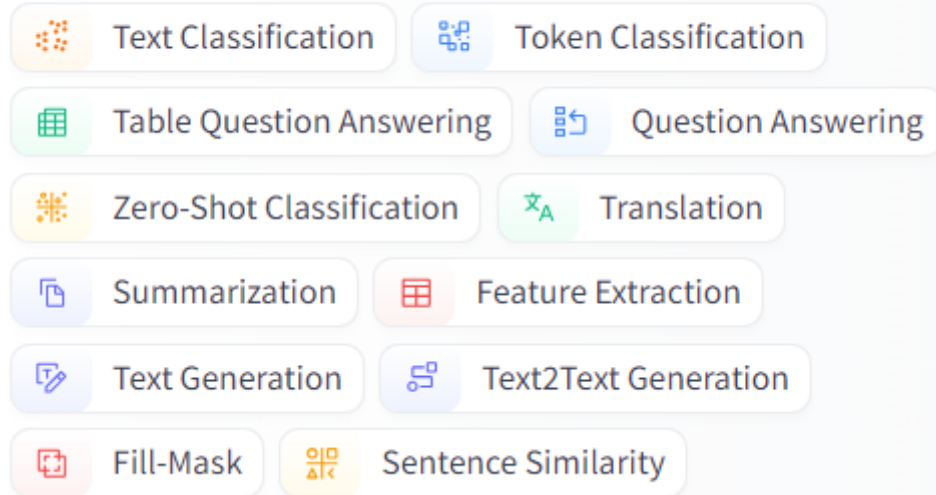 Text Classification Token Classification
Table Question Answering Question Answering
Zero-Shot Classification Translation
Summarization Feature Extraction
Text Generation Text2Text Generation
Fill-Mask Sentence Similarity